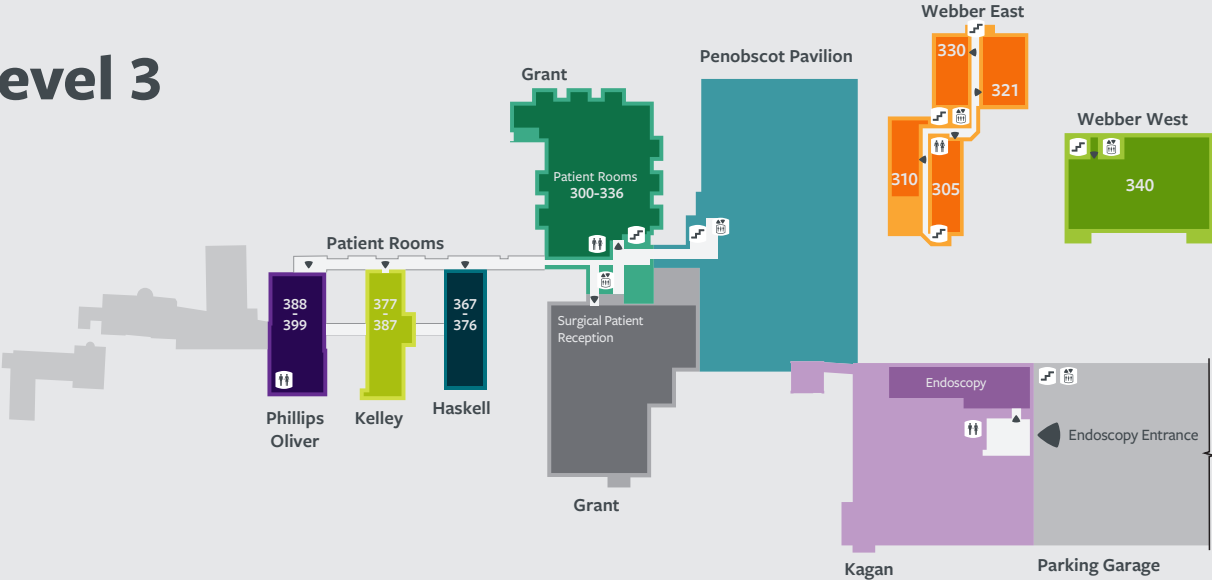 evel 3
Webber East
330
321
310
305
Penobscot Pavilion
Grant
Patient Rooms
300-336
Webber West
340
Patient Rooms
388
-
399
377
-
387
367
-
376
Phillips
Oliver
Kelley
Haskell
Surgical Patient
Reception
Grant
Endoscopy
Endoscopy Entrance
Kagan
Parking Garage